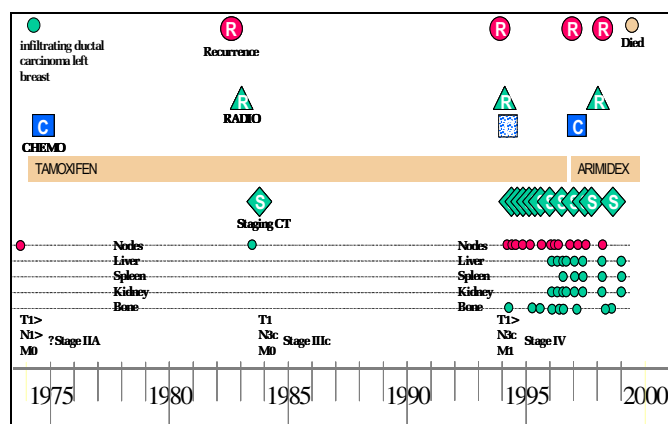 R
R
R
R
infiltrating ductal
carcinoma left
breast
Recurrence
Died
R
R
R
RADIO
C
C
C
CHEMO
TAMOXIFEN
ARIMIDEX
S
S
Staging CT
Nodes
Nodes
Liver
Liver
Spleen
Spleen
Kidney
Kidney
Bone
Bone
T1>
N1> ?Stage IIA
M0
T1
N3c Stage IIIc
M0
T1>
N3c Stage IV
M1
1975 1980 1985 1990 1995 2000